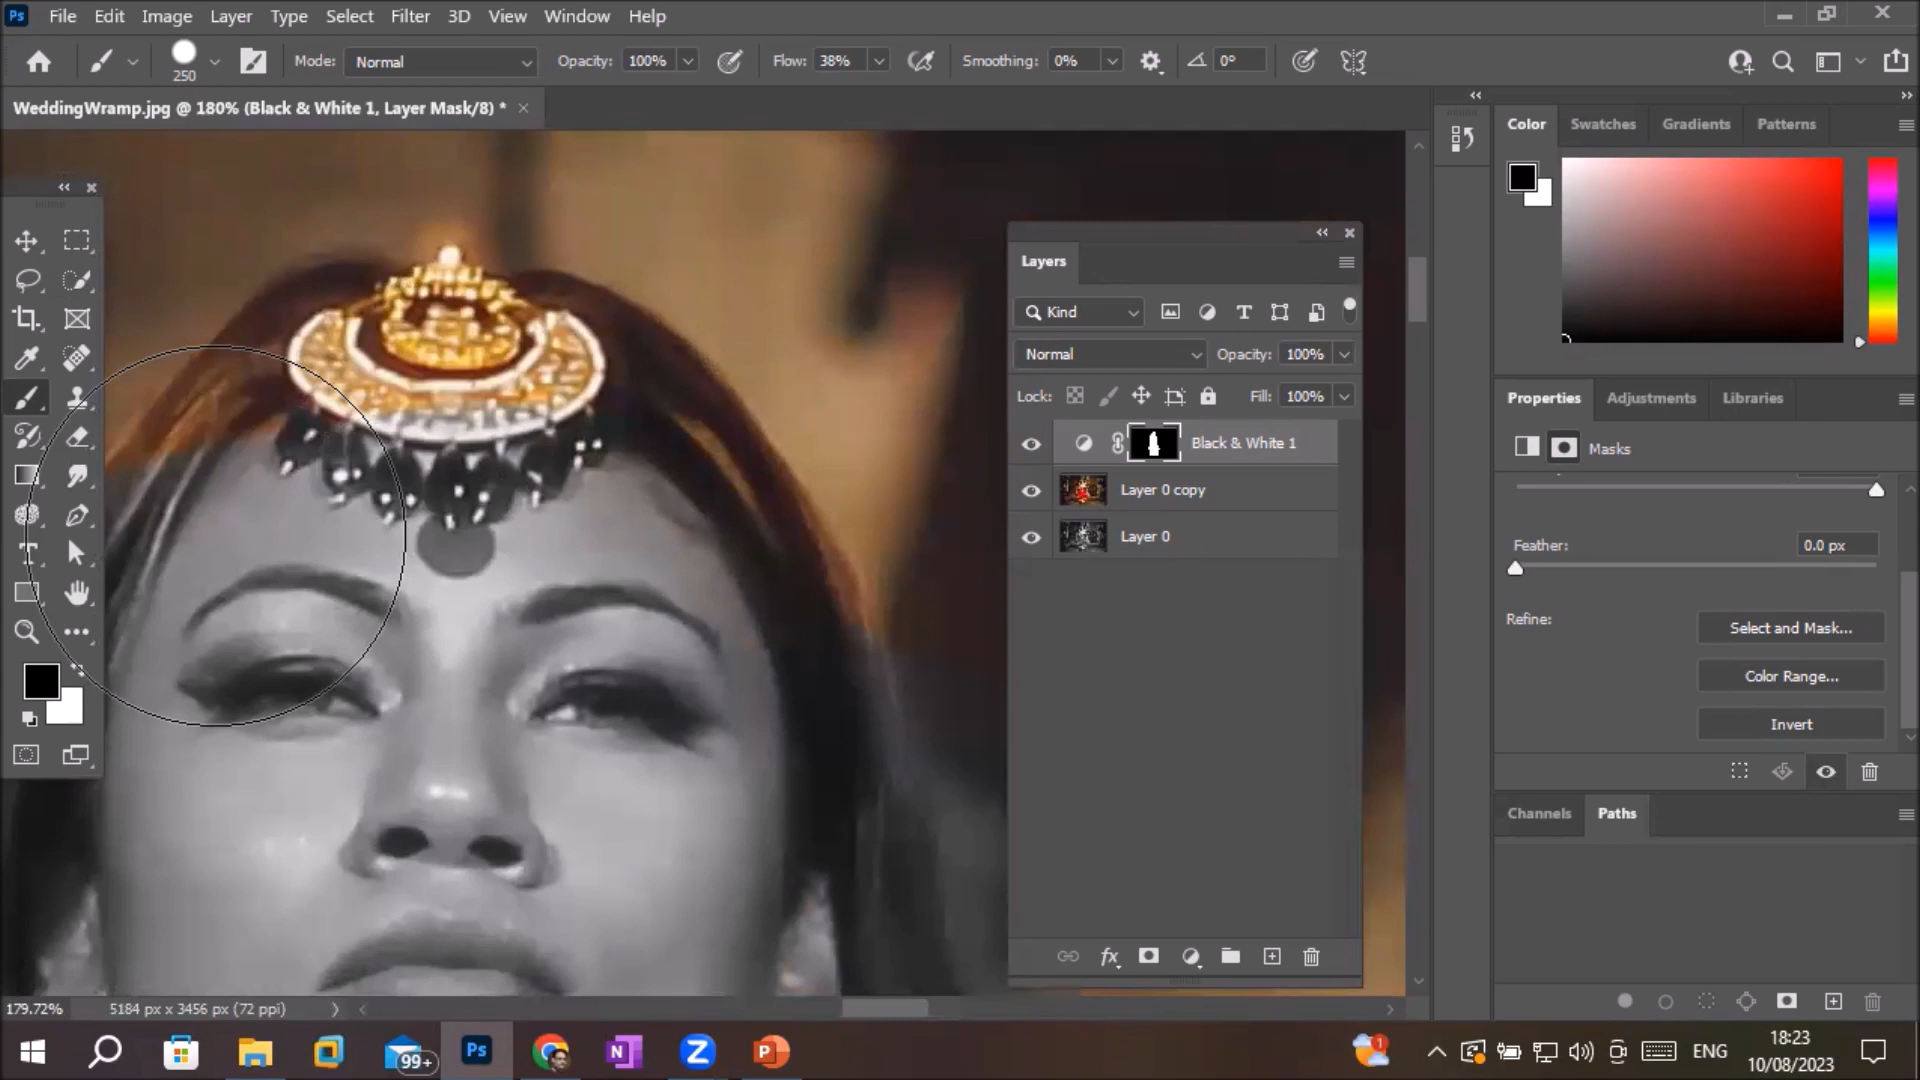 Ps File Edit Image Layer Type Select Filter 3D View Window Help
250 Mode: Normal Opacity: 100% Flow: 38% Smoothing: 0% 0°
WeddingWramp.jpg @ 180% (Black & White 1, Layer Mask/8) * ×
Color Swatches Gradients Patterns
Layers
Kind
Normal Opacity: 100%
Lock: Fill: 100%
Black & White 1
Layer 0 copy
Layer 0
fx
Properties Adjustments Libraries
Masks
Feather: 0.0 px
Refine: Select and Mask...
Color Range...
Invert
Channels Paths
179.72% 5184 px x 3456 px (72 ppi)
99+ Ps N Z P 1 ENG 18:23
10/08/2023